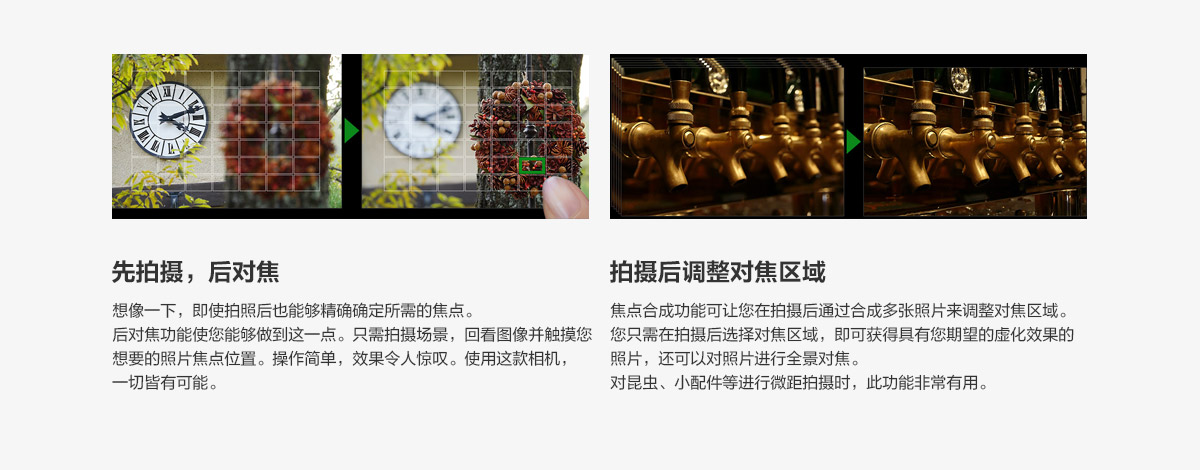 先拍摄，后对焦
想像一下，即使拍照后也能够精确确定所需的焦点。
后对焦功能使您能够做到这一点。只需拍摄场景，回看图像并触摸您
想要的照片焦点位置。操作简单，效果令人惊叹。使用这款相机，
一切皆有可能。
拍摄后调整对焦区域
焦点合成功能可让您在拍摄后通过合成多张照片来调整对焦区域。
您只需在拍摄后选择对焦区域，即可获得具有您期望的虚化效果的
照片，还可以对照片进行全景对焦。
对昆虫、小配件等进行微距拍摄时，此功能非常有用。